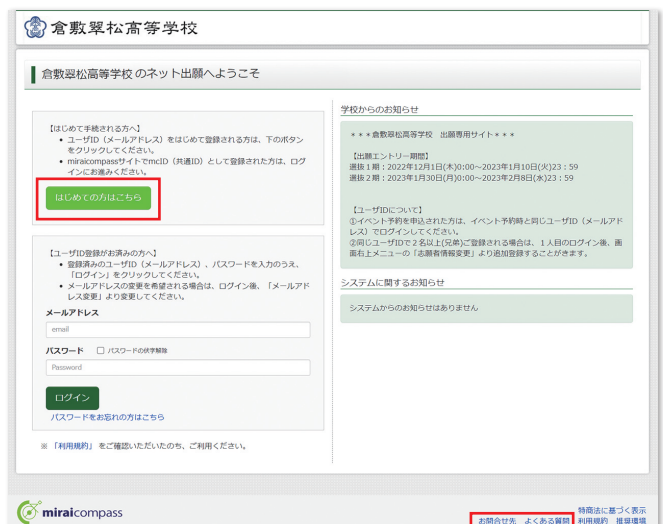 倉敷翠松高等学校
倉敷翠松高等学校 のネット出願へようこそ
【はじめて手続される方へ】
• ユーザID（メールアドレス）をはじめて登録される方は、下のボタン
をクリックしてください。
• miraicompassサイトでmcID（共通ID）として登録された方は、ログ
インにお進みください。
はじめての方はこちら
【ユーザID登録がお済みの方へ】
• 登録済みのユーザID（メールアドレス）、パスワードを入力のうえ、
「ログイン」をクリックしてください。
• メールアドレスの変更を希望される場合は、ログイン後、「メールアド
レス変更」より変更してください。
メールアドレス
email
パスワード □ パスワードの伏字解除
Password
ログイン
パスワードをお忘れの方はこちら
※ 「利用規約」 をご確認いただいたのち、ご利用ください。
学校からのお知らせ
＊＊＊倉敷翠松高等学校　出願専用サイト＊＊＊
【出願エントリー期間】
選抜１期：2022年12月1日(木)0:00～2023年1月10日(火)23：59
選抜２期：2023年1月30日(月)0:00～2023年2月8日(水)23：59
【ユーザIDについて】
①イベント予約を申込された方は、イベント予約時と同じユーザID（メールアド
レス）でログインしてください。
②同じユーザIDで２名以上(兄弟)ご登録される場合は、１人目のログイン後、画
面右上メニューの「志願者情報変更」より追加登録することができます。
システムに関するお知らせ
システムからのお知らせはありません
miraicompass
特商法に基づく表示
お問合せ先 よくある質問 利用規約 推奨環境